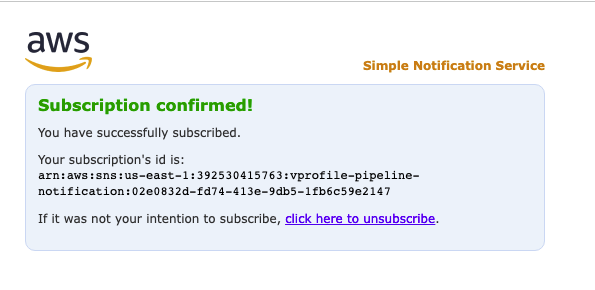 aws
Simple Notification Service
Subscription confirmed!
You have successfully subscribed.
Your subscription's id is:
arn:aws:sns:us-east-1:392530415763:vprofile-pipeline-
notification:02e0832d-fd74-413e-9db5-1fb6c59e2147
If it was not your intention to subscribe, click here to unsubscribe.